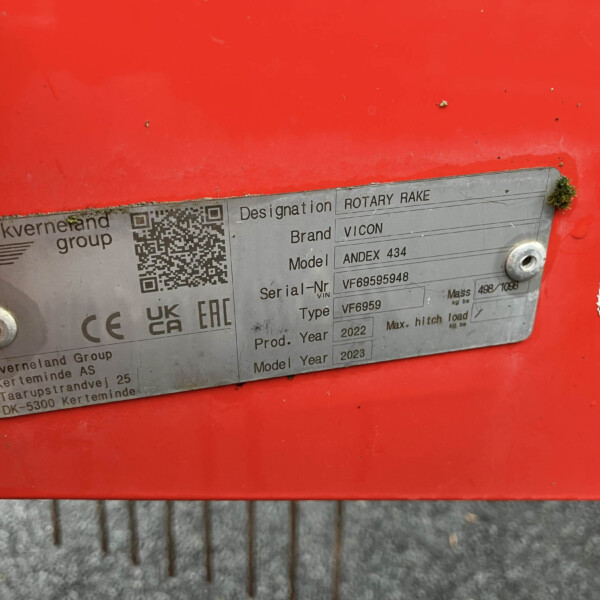 kverneland
group
CE UK CA EAC
verneland Group
Kerteminde AS
Taarupstrandvej 25
DK-5300 Kerteminde
Designation ROTARY RAKE
Brand VICON
Model ANDEX 434
Serial-Nr VIN VF69595948
Type VF6959 Mass kg lbs 498/1098
Prod. Year 2022 Max. hitch load kg lbs /
Model Year 2023